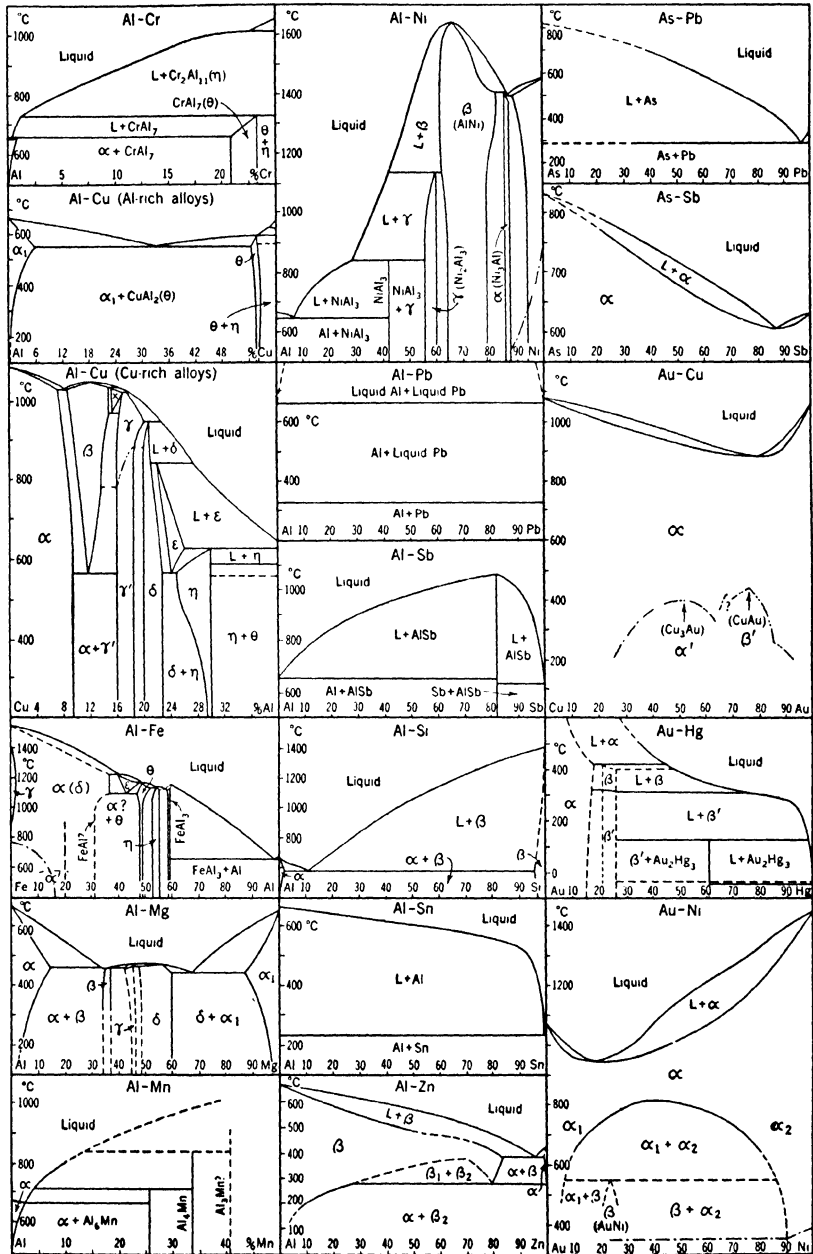 Al-Cr
°C
1000
800
600
Liquid
L+Cr₂Al₁₁(η)
CrAl₇(θ)
L+CrAl₇
α+CrAl₇
θ
+
η
Al 5 10 15 20 %Cr
Al-Cu (Al-rich alloys)
°C
600
400
200
α₁
θ
α₁+CuAl₂(θ)
θ+η
Al 6 12 18 24 30 36 42 48 %Cu
Al-Cu (Cu-rich alloys)
°C
1000
800
600
400
Liquid
α
β
x
γ
L+δ
L+ε
ε
L+η
γ'
δ
η
α+γ'
δ+η
η+θ
Cu 4 8 12 16 20 24 28 32 %Al
Al-Fe
1400
°C
1200
1000
800
600
γ
α(δ)
ξ
θ
Liquid
α?
+θ
FeAl?
η
FeAl₃
α'?
FeAl₃+Al
Fe 10 20 30 40 50 60 70 80 Al
Al-Mg
°C
600
400
200
Liquid
α
β
α₁
α+β
γ
δ
δ+α₁
Al 10 20 30 40 50 60 70 90 Mg
Al-Mn
°C
1000
800
600
Liquid
α
α+Al₆Mn
Al₄Mn
Al₃Mn?
Al 10 20 30 40 %Mn
Al-Ni
°C
1600
1400
1200
1000
800
600
Liquid
L+β
β
(AlNi)
L+γ
NiAl₃
L+NiAl₃
NiAl₃
+γ
γ(Ni₂Al₃)
α(Ni₃Al)
Al+NiAl₃
Al 10 20 30 40 50 60 70 80 Ni
Al-Pb
Liquid Al+Liquid Pb
°C
600
400
Al+Liquid Pb
Al+Pb
Al 10 20 30 40 50 60 70 80 90 Pb
Al-Sb
°C
1000
800
600
Liquid
L+AlSb
L+
AlSb
Al+AlSb
Sb+AlSb
Al 10 20 30 40 50 60 70 80 90 Sb
Al-Si
°C
1400
1200
1000
800
600
Liquid
L+β
α+β
β
α
Al 10 20 30 40 50 60 70 80 Si
Al-Sn
600
°C
400
200
Liquid
L+Al
Al+Sn
Al 10 20 30 40 50 60 70 80 90 Sn
Al-Zn
°C
600
500
400
300
200
100
Liquid
L+β
β
β₁+β₂
α+β
α
α+β₂
Al 10 20 30 40 50 60 70 80 90 Zn
As-Pb
°C
800
600
400
200
Liquid
L+As
As+Pb
As 10 20 30 40 50 60 70 80 90 Pb
As-Sb
°C
800
700
600
Liquid
L+α
α
As 10 20 30 40 50 60 70 80 90 Sb
Au-Cu
°C
1000
800
600
400
200
Liquid
α
?
(Cu₃Au)
α'
(CuAu)
β'
Cu 10 20 30 40 50 60 70 80 90 Au
Au-Hg
°C
400
200
0
L+α
Liquid
α
β
L+β
β'
L+β'
β'+Au₂Hg₃
L+Au₂Hg₃
Au 10 20 30 40 50 60 70 80 90 Hg
Au-Ni
1400
°C
1200
1000
800
600
400
Liquid
L+α
α
α₁
α₂
α₁+α₂
α₁+β
β
(AuNi)
β+α₂
Au 10 20 30 40 50 60 70 80 90 Ni